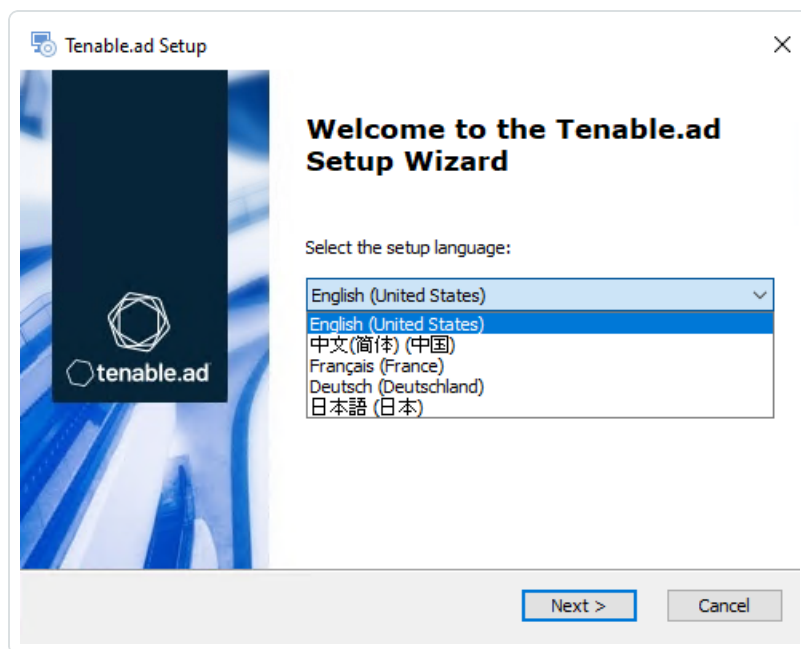 Tenable.ad Setup
Welcome to the Tenable.ad
Setup Wizard
Select the setup language:
English (United States)
English (United States)
中文(简体) (中国)
Français (France)
Deutsch (Deutschland)
日本語 (日本)
tenable.ad
Next >
Cancel